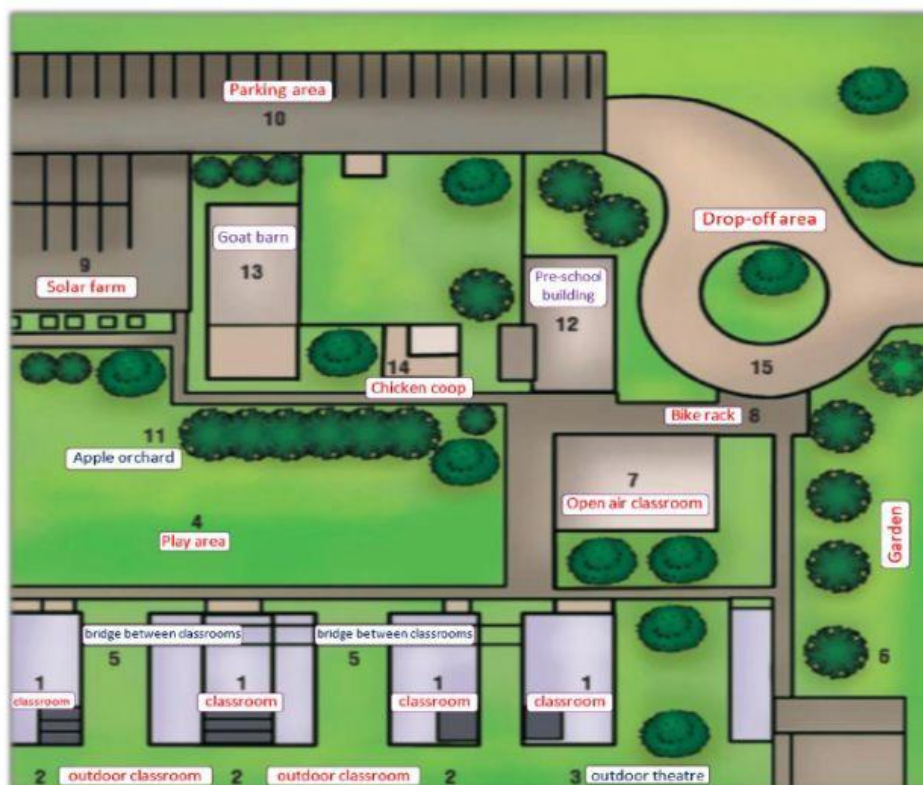 Parking area
10
Goat barn
13
Drop-off area
9
Solar farm
Pre-school
building
12
14
Chicken coop
15
Bike rack 8
11
Apple orchard
7
Open air classroom
4
Play area
Garden
bridge between classrooms
bridge between classrooms
5
5
6
1
1
1
1
classroom
classroom
classroom
classroom
2 outdoor classroom 2 outdoor classroom 2 3 outdoor theatre